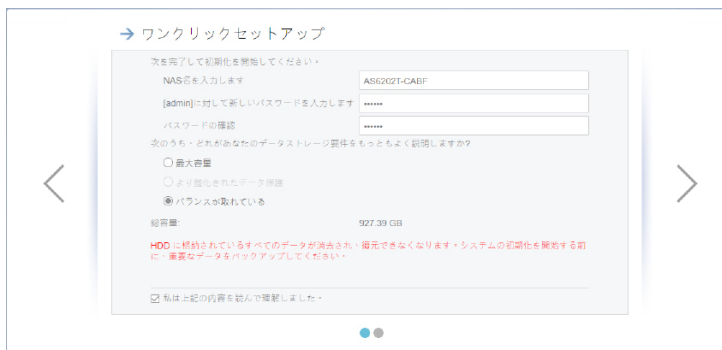 ワンクリックセットアップ
次を完了して初期化を開始してください。
NAS名を入力します
AS6202T-CABF
[admin]に対して新しいパスワードを入力します
••••••
パスワードの確認
••••••
次のうち、どれがあなたのデータストレージ要件をもっともよく説明しますか?
最大容量
より強化されたデータ保護
バランスが取れている
総容量:
927.39 GB
HDD に格納されているすべてのデータが消去され、復元できなくなります。システムの初期化を開始する前
に、重要なデータをバックアップしてください。
私は上記の内容を読んで理解しました。